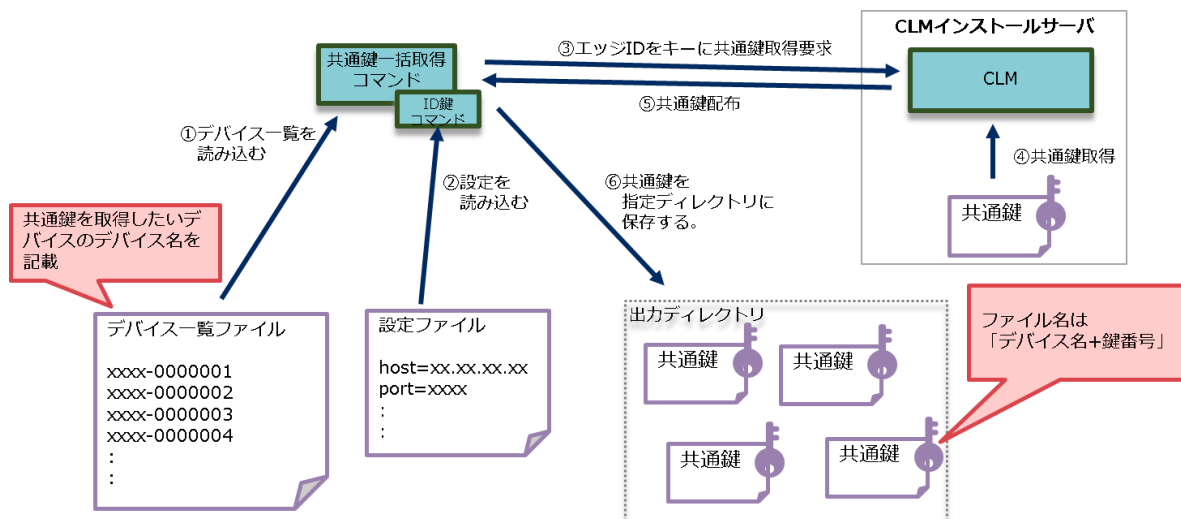 CLMインストールサーバ
③エッジIDをキーに共通鍵取得要求
共通鍵一括取得
コマンド
CLM
ID鍵
コマンド
⑤共通鍵配布
①デバイス一覧を
読み込む
④共通鍵取得
②設定を
読み込む
⑥共通鍵を
指定ディレクトリに
保存する。
共通鍵
共通鍵を取得したいデ
バイスのデバイス名を
記載
デバイス一覧ファイル
xxxx-0000001
xxxx-0000002
xxxx-0000003
xxxx-0000004
:
:
設定ファイル
host=xx.xx.xx.xx
port=xxxx
:
:
出力ディレクトリ
共通鍵
共通鍵
共通鍵
共通鍵
ファイル名は
「デバイス名+鍵番号」